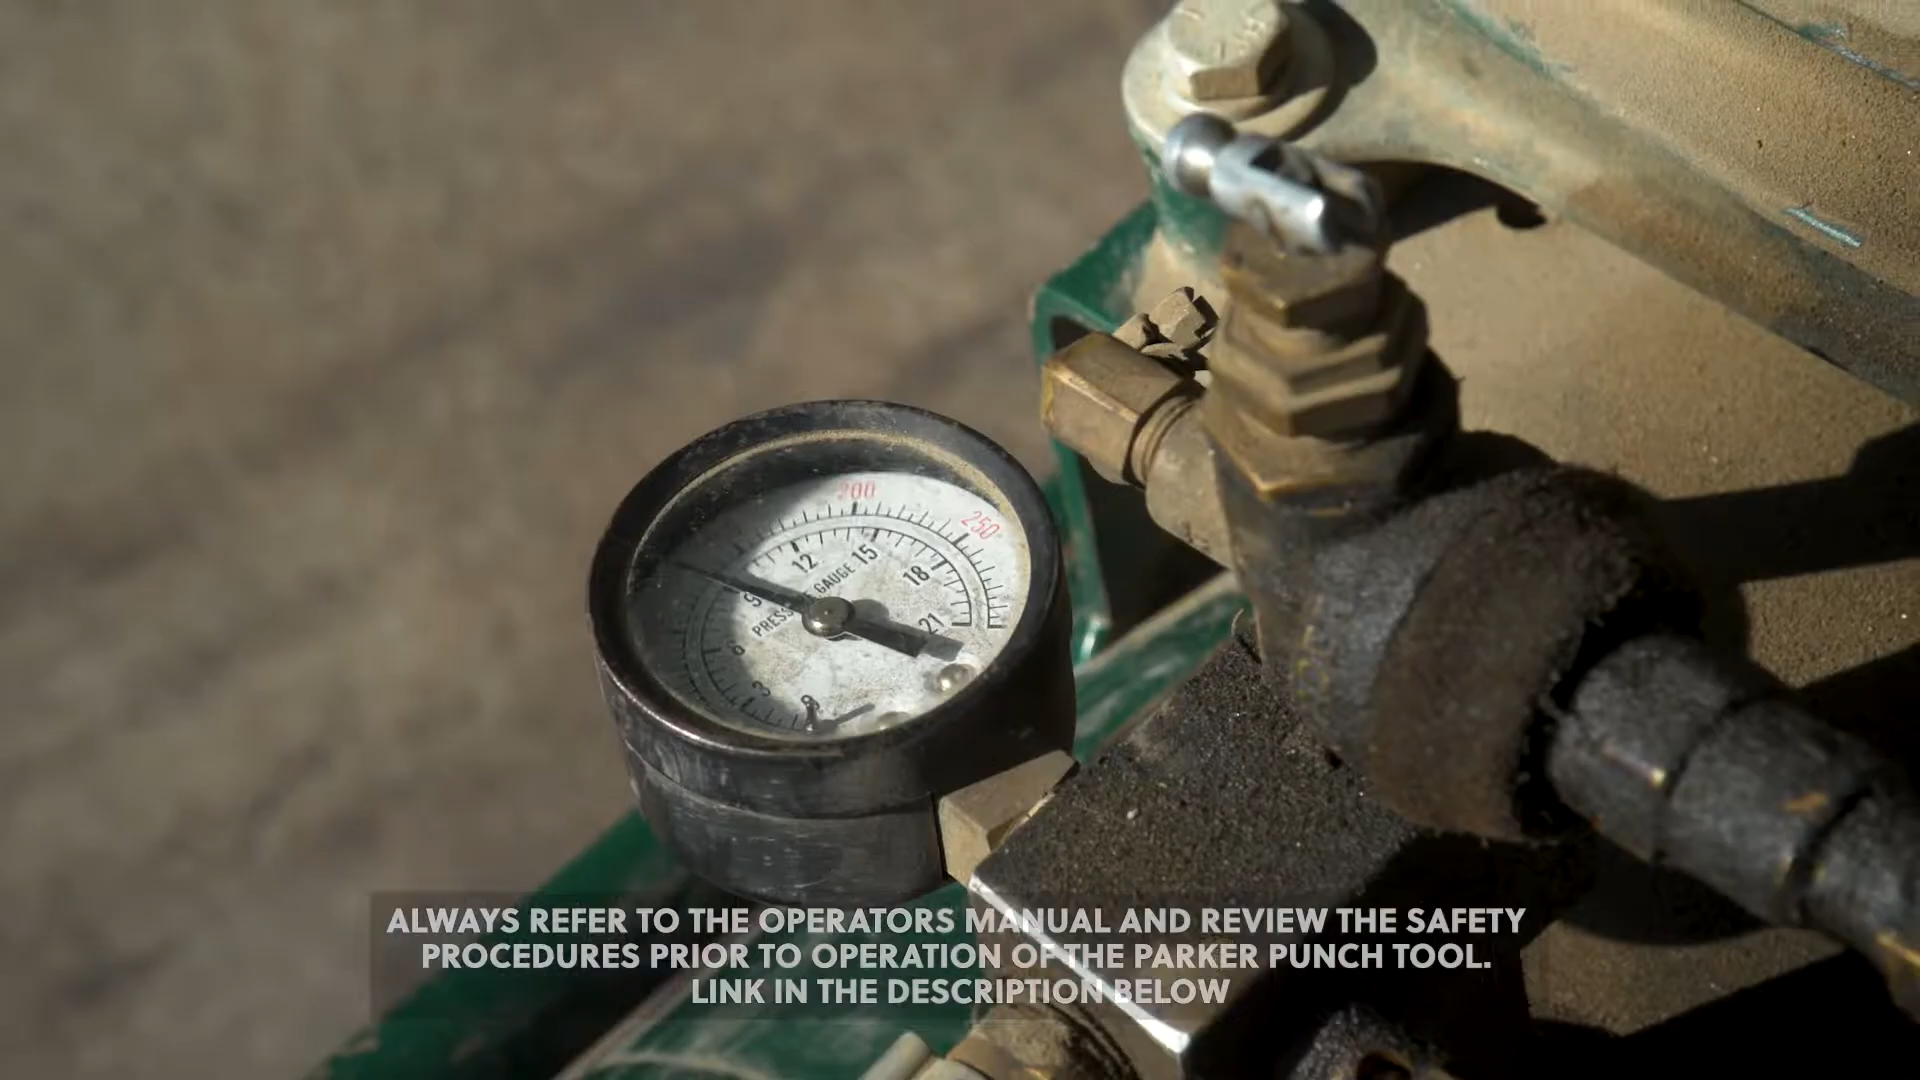 200
250
12
15
9
18
PRESSURE GAUGE
21
6
3
0
ALWAYS REFER TO THE OPERATORS MANUAL AND REVIEW THE SAFETY
PROCEDURES PRIOR TO OPERATION OF THE PARKER PUNCH TOOL.
LINK IN THE DESCRIPTION BELOW